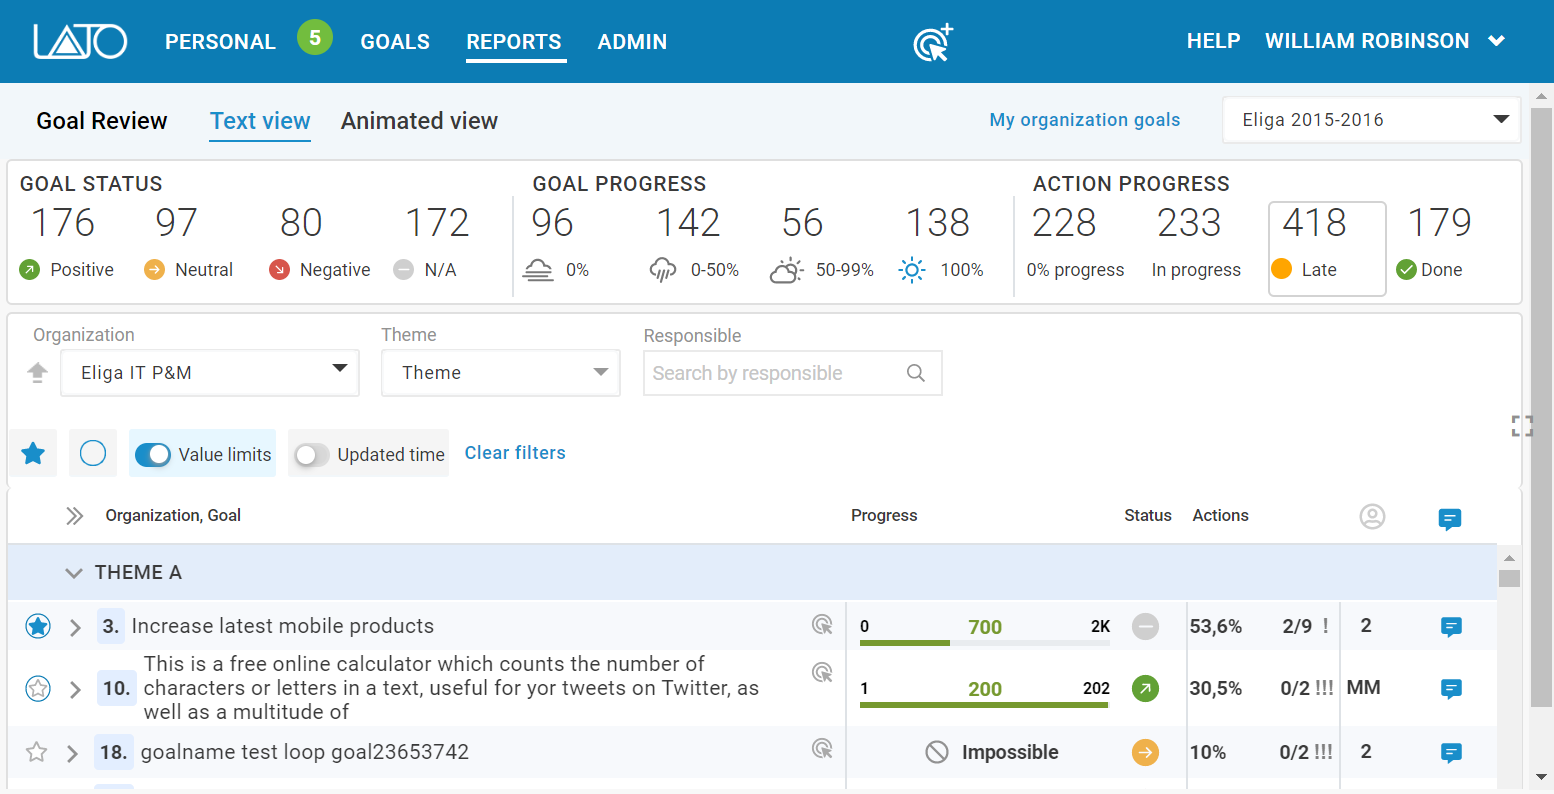 LATO PERSONAL 5 GOALS REPORTS ADMIN HELP WILLIAM ROBINSON
Goal Review Text view Animated view My organization goals Eliga 2015-2016
GOAL STATUS GOAL PROGRESS ACTION PROGRESS
176 97 80 172 96 142 56 138 228 233 418 179
Positive Neutral Negative N/A 0% 0-50% 50-99% 100% 0% progress In progress Late Done
Organization Theme Responsible
Eliga IT P&M Theme Search by responsible
Value limits Updated time Clear filters
Organization, Goal Progress Status Actions
THEME A
3. Increase latest mobile products 0 700 2K 53,6% 2/9 ! 2
This is a free online calculator which counts the number of
10. characters or letters in a text, useful for yor tweets on Twitter, as 1 200 202 30,5% 0/2 !!! MM
well as a multitude of
18. goalname test loop goal23653742 Impossible 10% 0/2 !!! 2